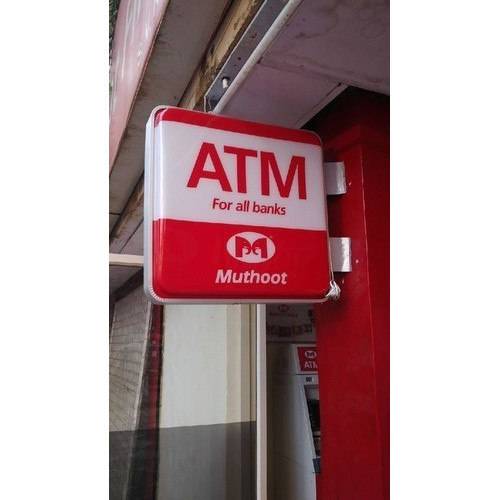 ATM
For all banks
Muthoot
ATM